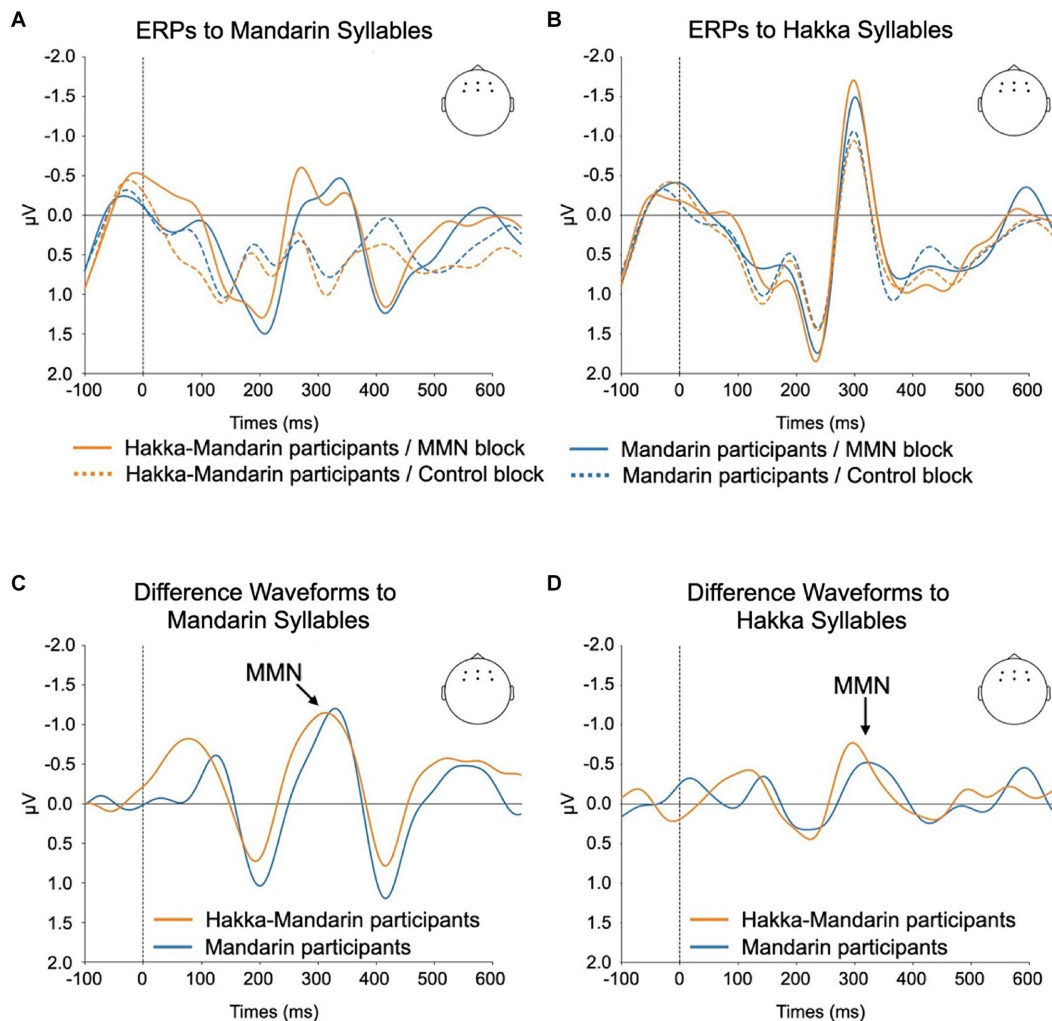 A
ERPs to Mandarin Syllables
-2.0
-1.5
-1.0
-0.5
0.0
0.5
1.0
1.5
2.0
µV
-100 0 100 200 300 400 500 600
Times (ms)
B
ERPs to Hakka Syllables
-2.0
-1.5
-1.0
-0.5
0.0
0.5
1.0
1.5
2.0
µV
-100 0 100 200 300 400 500 600
Times (ms)
Hakka-Mandarin participants / MMN block
Hakka-Mandarin participants / Control block
Mandarin participants / MMN block
Mandarin participants / Control block
C
Difference Waveforms to
Mandarin Syllables
-2.0
-1.5
-1.0
-0.5
0.0
0.5
1.0
1.5
2.0
µV
MMN
Hakka-Mandarin participants
Mandarin participants
-100 0 100 200 300 400 500 600
Times (ms)
D
Difference Waveforms to
Hakka Syllables
-2.0
-1.5
-1.0
-0.5
0.0
0.5
1.0
1.5
2.0
µV
MMN
Hakka-Mandarin participants
Mandarin participants
-100 0 100 200 300 400 500 600
Times (ms)